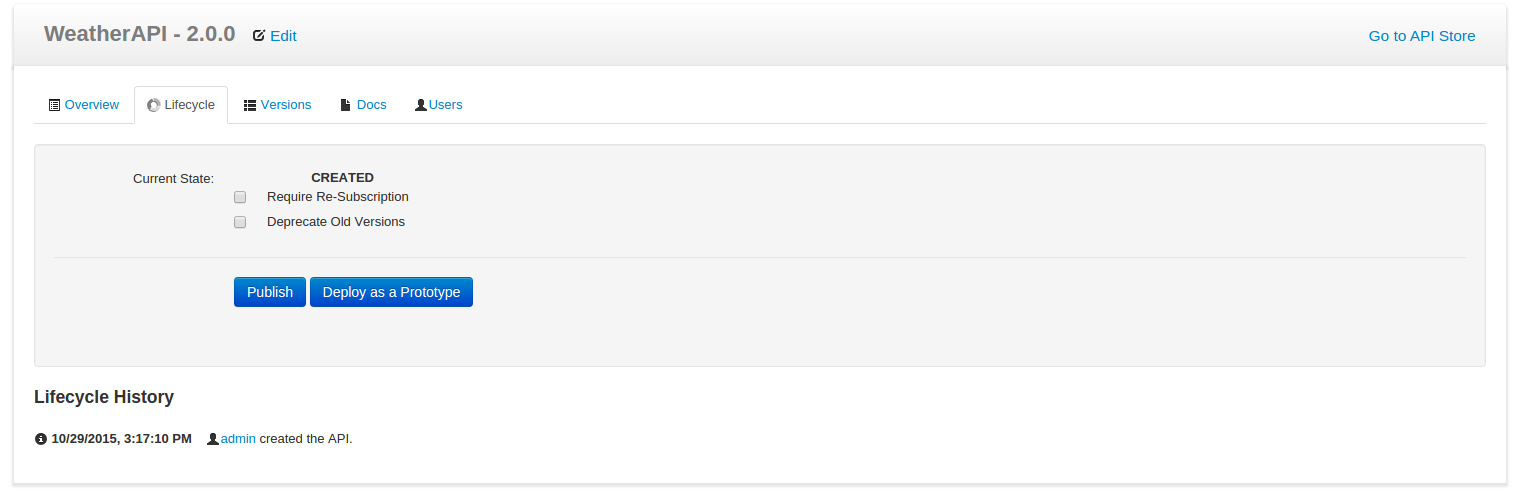 WeatherAPI - 2.0.0 Edit Go to API Store
Overview Lifecycle Versions Docs Users
Current State: CREATED
Require Re-Subscription
Deprecate Old Versions
Publish Deploy as a Prototype
Lifecycle History
10/29/2015, 3:17:10 PM admin created the API.